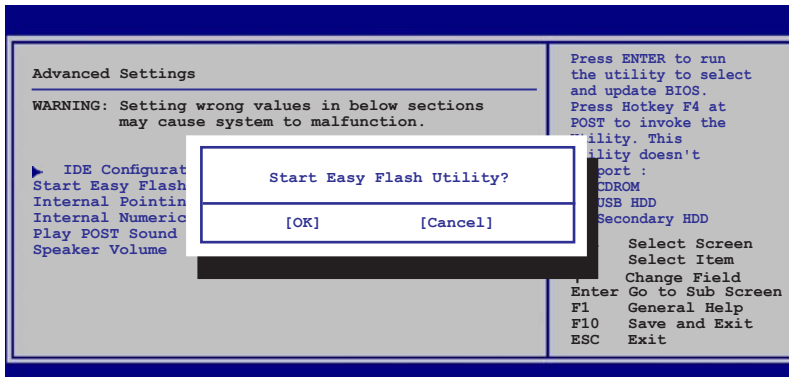 Advanced Settings
WARNING: Setting wrong values in below sections
may cause system to malfunction.
IDE Configurat
Start Easy Flash
Internal Pointin
Internal Numeric
Play POST Sound
Speaker Volume
Start Easy Flash Utility?
[OK] [Cancel]
Press ENTER to run
the utility to select
and update BIOS.
Press Hotkey F4 at
POST to invoke the
ility. This
ility doesn't
port :
CDROM
USB HDD
Secondary HDD
Select Screen
Select Item
Change Field
Enter Go to Sub Screen
F1 General Help
F10 Save and Exit
ESC Exit